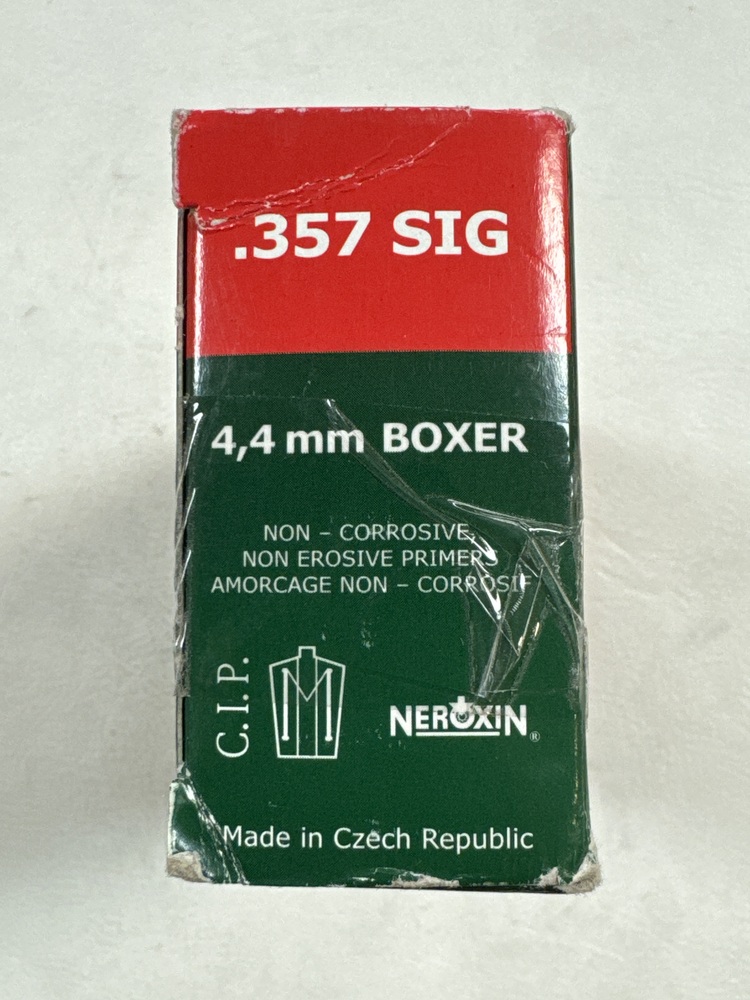 .357 SIG
4,4 mm BOXER
NON – CORROSIVE,
NON EROSIVE PRIMERS
AMORCAGE NON – CORROSIF
C.I.P.
NEROXIN®
Made in Czech Republic